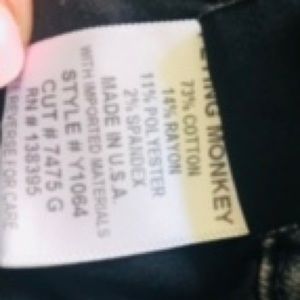 FLYING MONKEY
73% COTTON
14% RAYON
11% POLYESTER
2% SPANDEX
MADE IN U.S.A.
WITH IMPORTED MATERIALS
STYLE # Y1064
CUT # 7475 G
RN # 138395
REVERSE FOR CARE